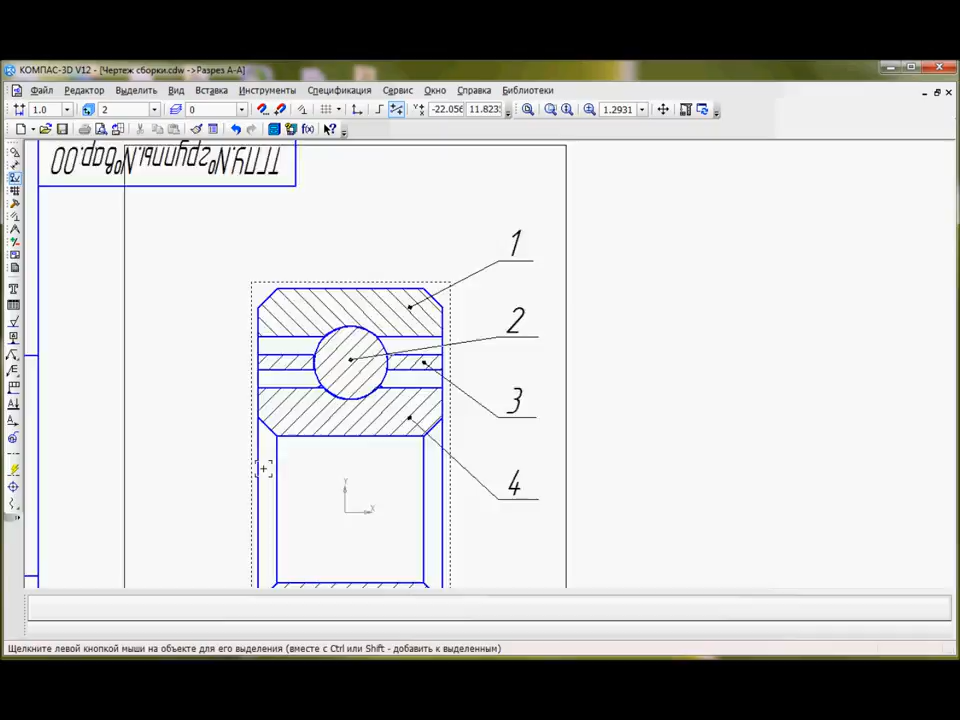 КОМПАС-3D V12 - [Чертеж сборки.cdw ->Разрез А-А]
Файл Редактор Выделить Вид Вставка Инструменты Спецификация Сервис Окно Справка Библиотеки
1.0 2 0 -22.056 11.823 1.2931
f(x)
ТГПУ.№группы.№вар.00
1
2
3
4
Y
X
Щелкните левой кнопкой мыши на объекте для его выделения (вместе с Ctrl или Shift - добавить к выделенным)